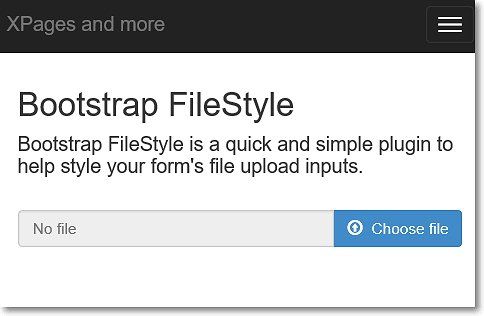 XPages and more
Bootstrap FileStyle
Bootstrap FileStyle is a quick and simple plugin to
help style your form's file upload inputs.
No file
Choose file